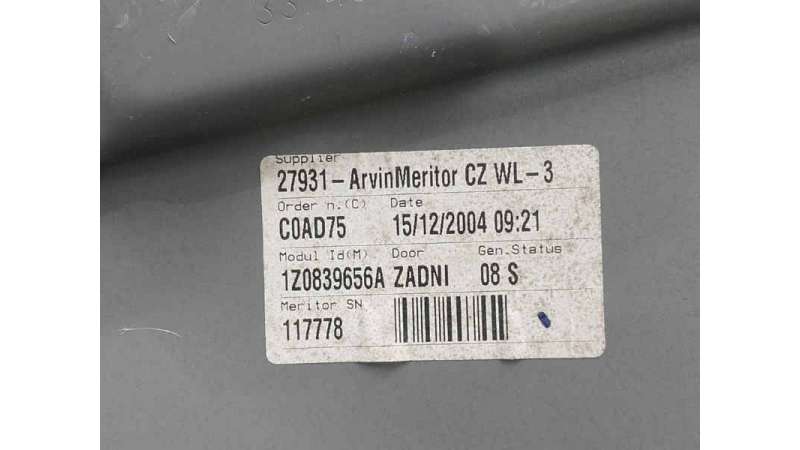 Supplier
27931-ArvinMeritor CZ WL-3
Order n.(C) Date
C0AD75 15/12/2004 09:21
Modul Id(M) Door Gen.Status
1Z0839656A ZADNI 08 S
Meritor SN
117778